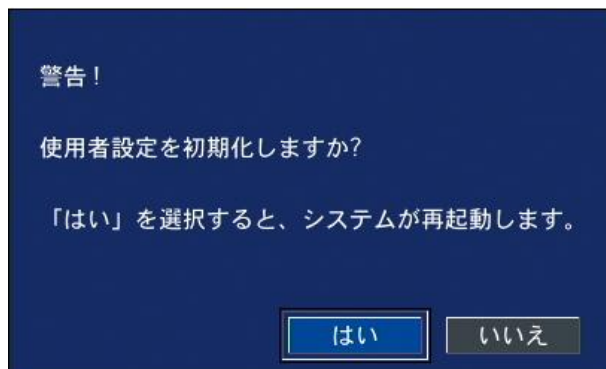 警告！
使用者設定を初期化しますか?
「はい」を選択すると、システムが再起動します。
はい
いいえ